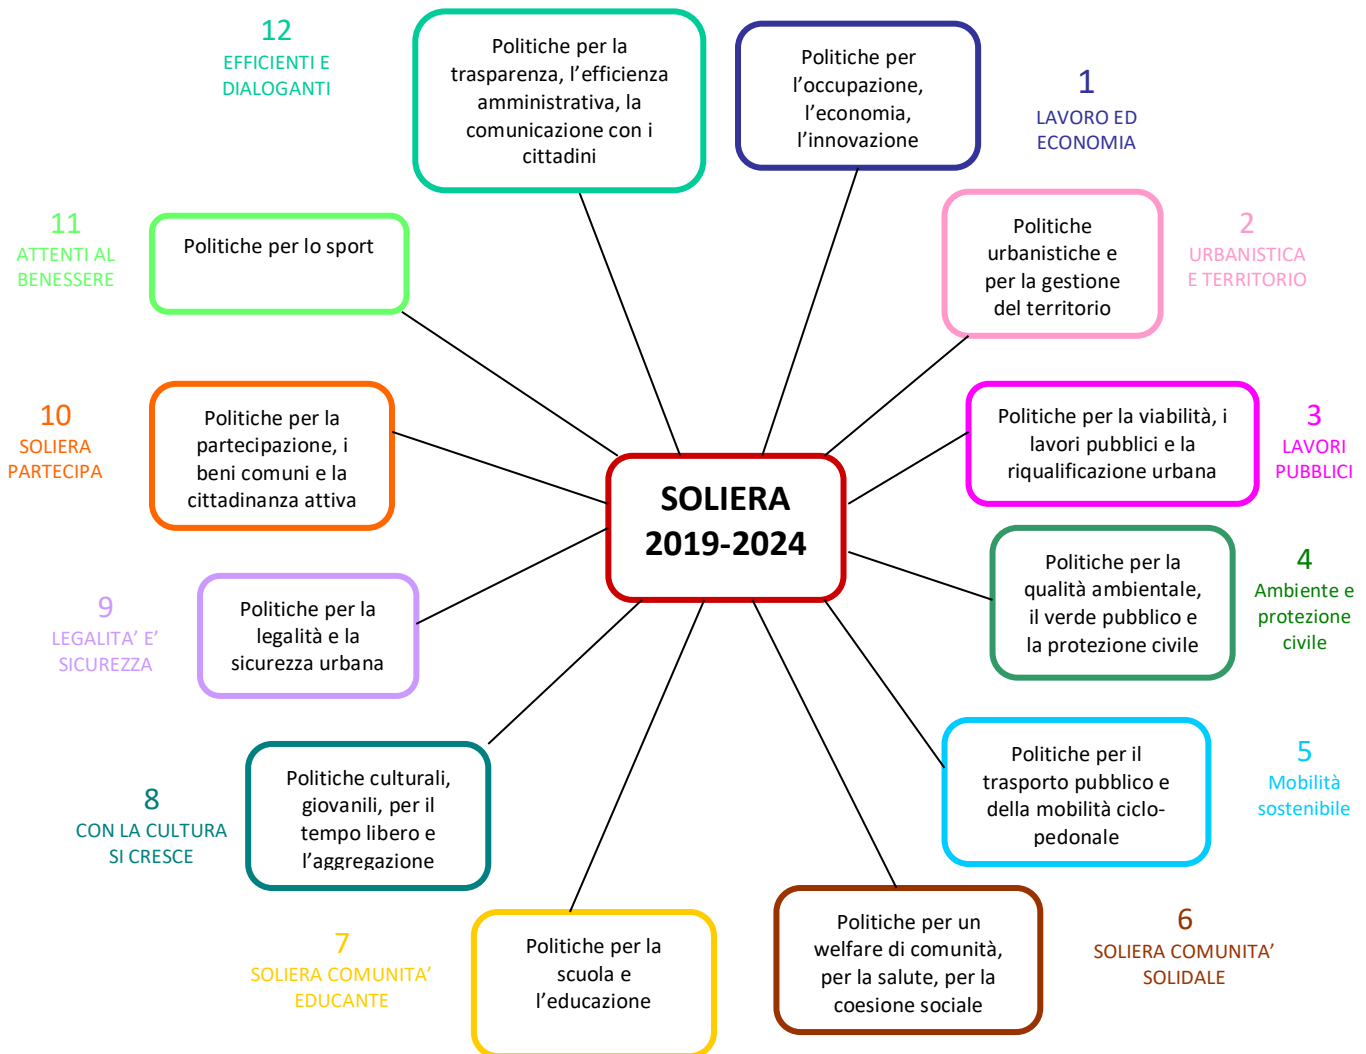 12
EFFICIENTI E
DIALOGANTI
Politiche per la
trasparenza, l’efficienza
amministrativa, la
comunicazione con i
cittadini
Politiche per
l’occupazione,
l’economia,
l’innovazione
1
LAVORO ED
ECONOMIA
11
ATTENTI AL
BENESSERE
Politiche per lo sport
Politiche
urbanistiche e
per la gestione
del territorio
2
URBANISTICA
E TERRITORIO
10
SOLIERA
PARTECIPA
Politiche per la
partecipazione, i
beni comuni e la
cittadinanza attiva
Politiche per la viabilità, i
lavori pubblici e la
riqualificazione urbana
3
LAVORI
PUBBLICI
SOLIERA
2019-2024
9
LEGALITA’ E’
SICUREZZA
Politiche per la
legalità e la
sicurezza urbana
Politiche per la
qualità ambientale,
il verde pubblico e
la protezione civile
4
Ambiente e
protezione
civile
8
CON LA CULTURA
SI CRESCE
Politiche culturali,
giovanili, per il
tempo libero e
l’aggregazione
Politiche per il
trasporto pubblico e
della mobilità ciclo-
pedonale
5
Mobilità
sostenibile
7
SOLIERA COMUNITA’
EDUCANTE
Politiche per la
scuola e
l’educazione
Politiche per un
welfare di comunità,
per la salute, per la
coesione sociale
6
SOLIERA COMUNITA’
SOLIDALE